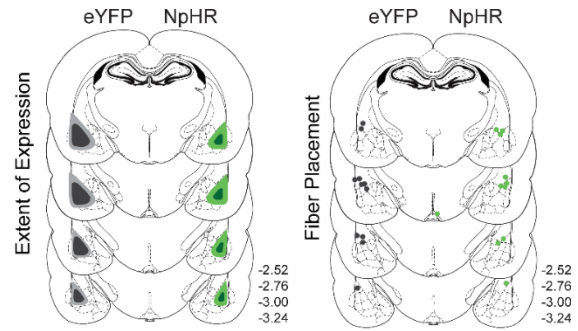 eYFP NpHR
Extent of Expression
-2.52
-2.76
-3.00
-3.24
eYFP NpHR
Fiber Placement
-2.52
-2.76
-3.00
-3.24